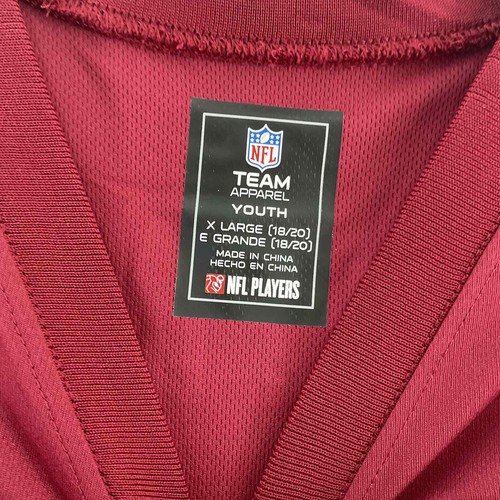 NFL
TEAM
APPAREL
YOUTH
X LARGE (18/20)
E GRANDE (18/20)
MADE IN CHINA
HECHO EN CHINA
NFL PLAYERS